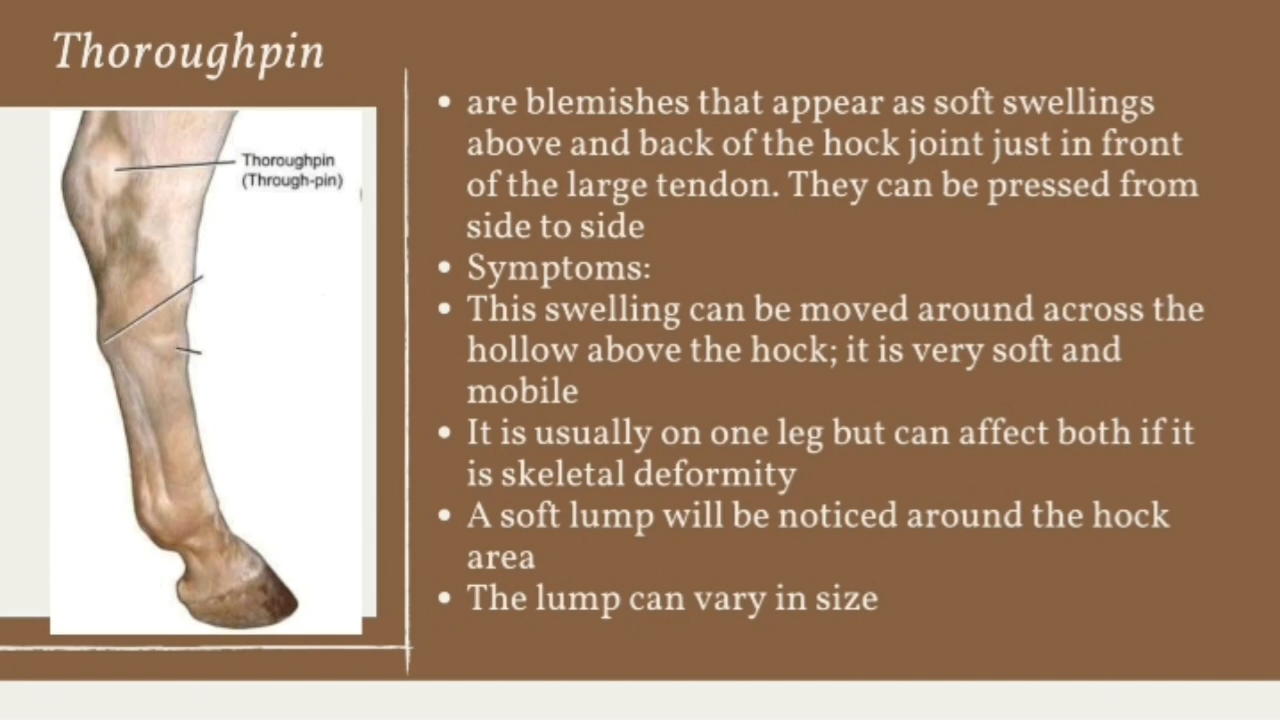 Thoroughpin
Thoroughpin
(Through-pin)
• are blemishes that appear as soft swellings
above and back of the hock joint just in front
of the large tendon. They can be pressed from
side to side
• Symptoms:
• This swelling can be moved around across the
hollow above the hock; it is very soft and
mobile
• It is usually on one leg but can affect both if it
is skeletal deformity
• A soft lump will be noticed around the hock
area
• The lump can vary in size